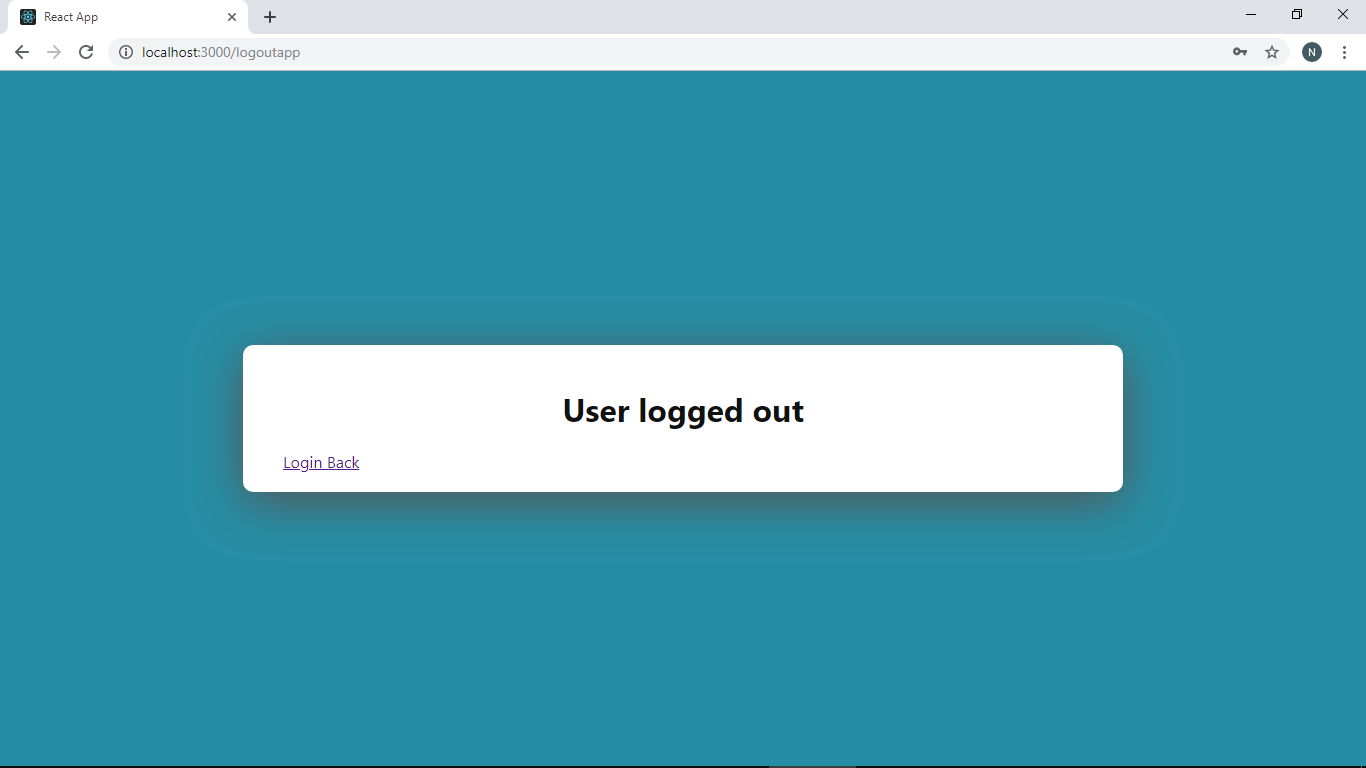 React App
localhost:3000/logoutapp
N
User logged out
Login Back